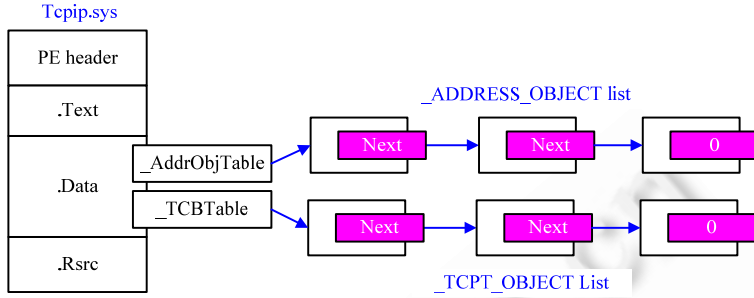 Tcpip.sys
PE header
.Text
.Data
.Rsrc
_AddrObjTable
_TCBTable
_ADDRESS_OBJECT list
Next
Next
0
Next
Next
0
_TCPT_OBJECT List